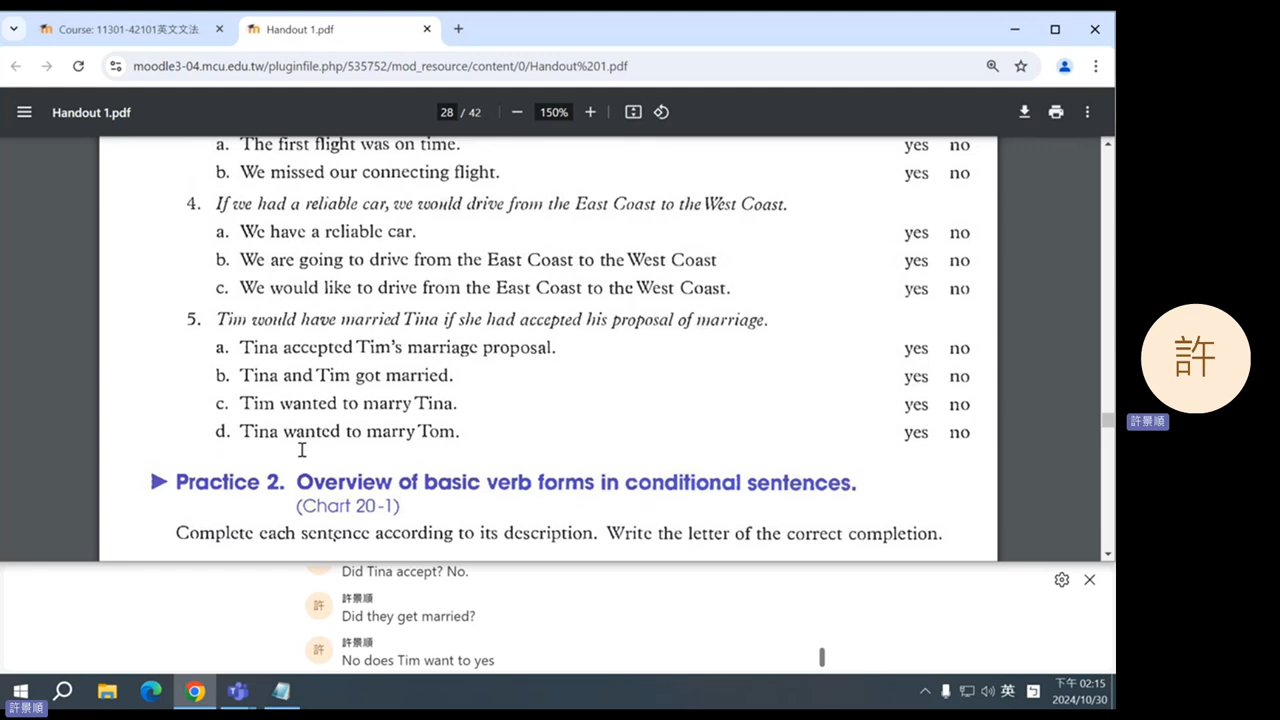 Course: 11301-42101英文文法
Handout 1.pdf
moodle3-04.mcu.edu.tw/pluginfile.php/535752/mod_resource/content/0/Handout%201.pdf
Handout 1.pdf
28 / 42
150%
a. The first flight was on time. yes no
b. We missed our connecting flight. yes no
4. If we had a reliable car, we would drive from the East Coast to the West Coast.
a. We have a reliable car. yes no
b. We are going to drive from the East Coast to the West Coast yes no
c. We would like to drive from the East Coast to the West Coast. yes no
5. Tim would have married Tina if she had accepted his proposal of marriage.
a. Tina accepted Tim's marriage proposal. yes no
b. Tina and Tim got married. yes no
c. Tim wanted to marry Tina. yes no
d. Tina wanted to marry Tom. yes no
Practice 2. Overview of basic verb forms in conditional sentences.
(Chart 20-1)
Complete each sentence according to its description. Write the letter of the correct completion.
許
許景順
Did Tina accept? No.
許
許景順
Did they get married?
許
許景順
No does Tim want to yes
英
下午 02:15
2024/10/30
許景順